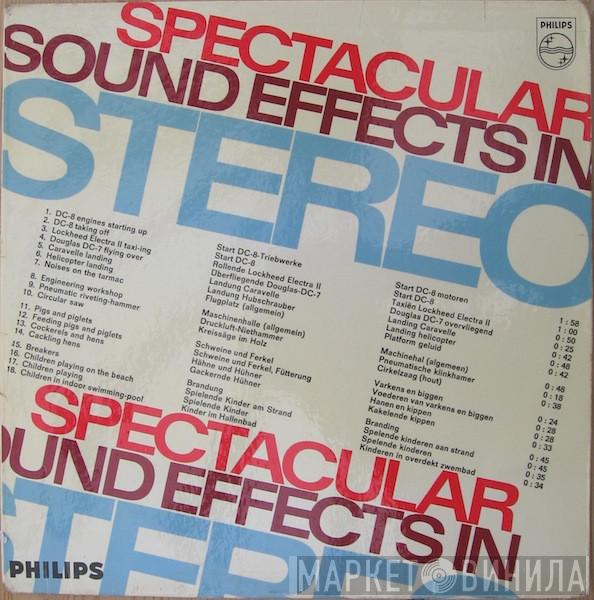 PHILIPS
SPECTACULAR
SOUND EFFECTS IN
STEREO
1. DC-8 engines starting up
2. DC-8 taking off
3. Lockheed Electra II taxi-ing
4. Douglas DC-7 flying over
5. Caravelle landing
6. Helicopter landing
7. Noises on the tarmac
8. Engineering workshop
9. Pneumatic riveting-hammer
10. Circular saw
11. Pigs and piglets
12. Feeding pigs and piglets
13. Cockerels and hens
14. Cackling hens
15. Breakers
16. Children playing on the beach
17. Children playing
18. Children in indoor swimming-pool
Start DC-8-Triebwerke
Start DC-8
Rollende Lockheed Electra II
Überfliegende Douglas-DC-7
Landung Caravelle
Landung Hubschrauber
Flugplatz (allgemein)
Maschinenhalle (allgemein)
Druckluft-Niethammer
Kreissäge im Holz
Schweine und Ferkel
Schweine und Ferkel, Fütterung
Hähne und Hühner
Gackernde Hühner
Brandung
Spielende Kinder am Strand
Spielende Kinder
Kinder im Hallenbad
Start DC-8 motoren
Start DC-8
Taxiën Lockheed Electra II
Douglas DC-7 overvliegend
Landing Caravelle
Landing helicopter
Platform geluid
Machinehal (algemeen)
Pneumatische klinkhamer
Cirkelzaag (hout)
Varkens en biggen
Voederen van varkens en biggen
Hanen en kippen
Kakelende kippen
Branding
Spelende kinderen aan strand
Spelende kinderen
Kinderen in overdekt zwembad
1 : 58
1 : 00
0 : 50
0 : 25
0 : 42
0 : 48
0 : 42
0 : 48
0 : 18
0 : 38
0 : 24
0 : 28
0 : 28
0 : 33
0 : 45
0 : 45
0 : 35
0 : 34
SPECTACULAR
OUND EFFECTS IN
STEREO
PHILIPS
МАРКЕТ ВИНИЛА